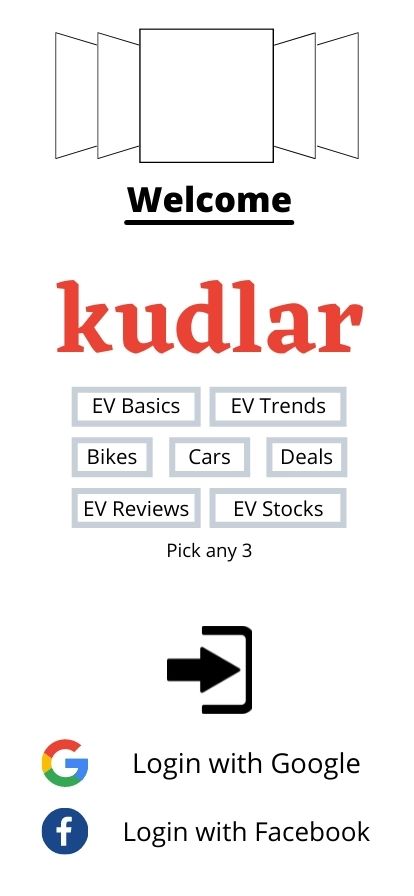 Welcome
kudlar
EV Basics EV Trends
Bikes Cars Deals
EV Reviews EV Stocks
Pick any 3
Login with Google
Login with Facebook